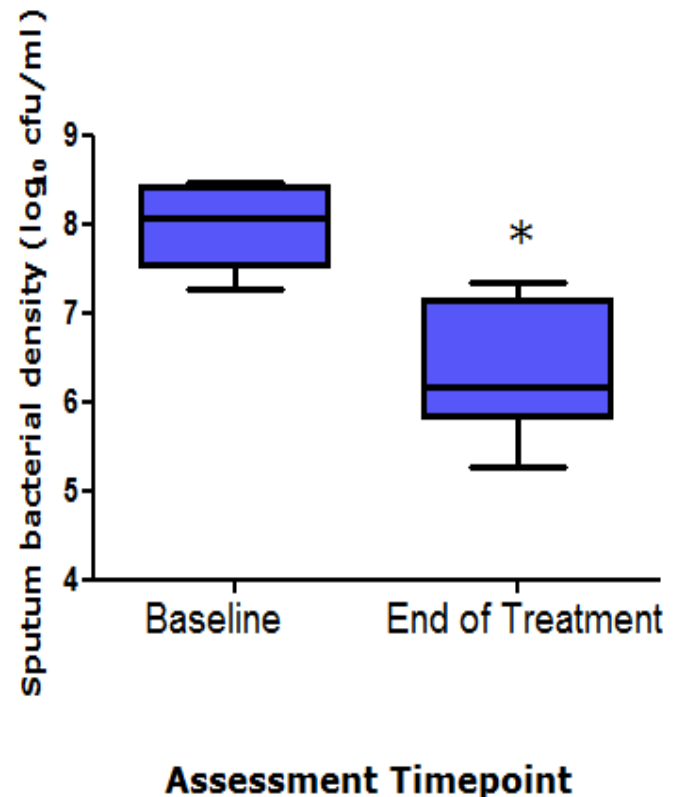 Sputum bacterial density (log₁₀ cfu/ml)
9
8
7
6
5
4
*
Baseline
End of Treatment
Assessment Timepoint